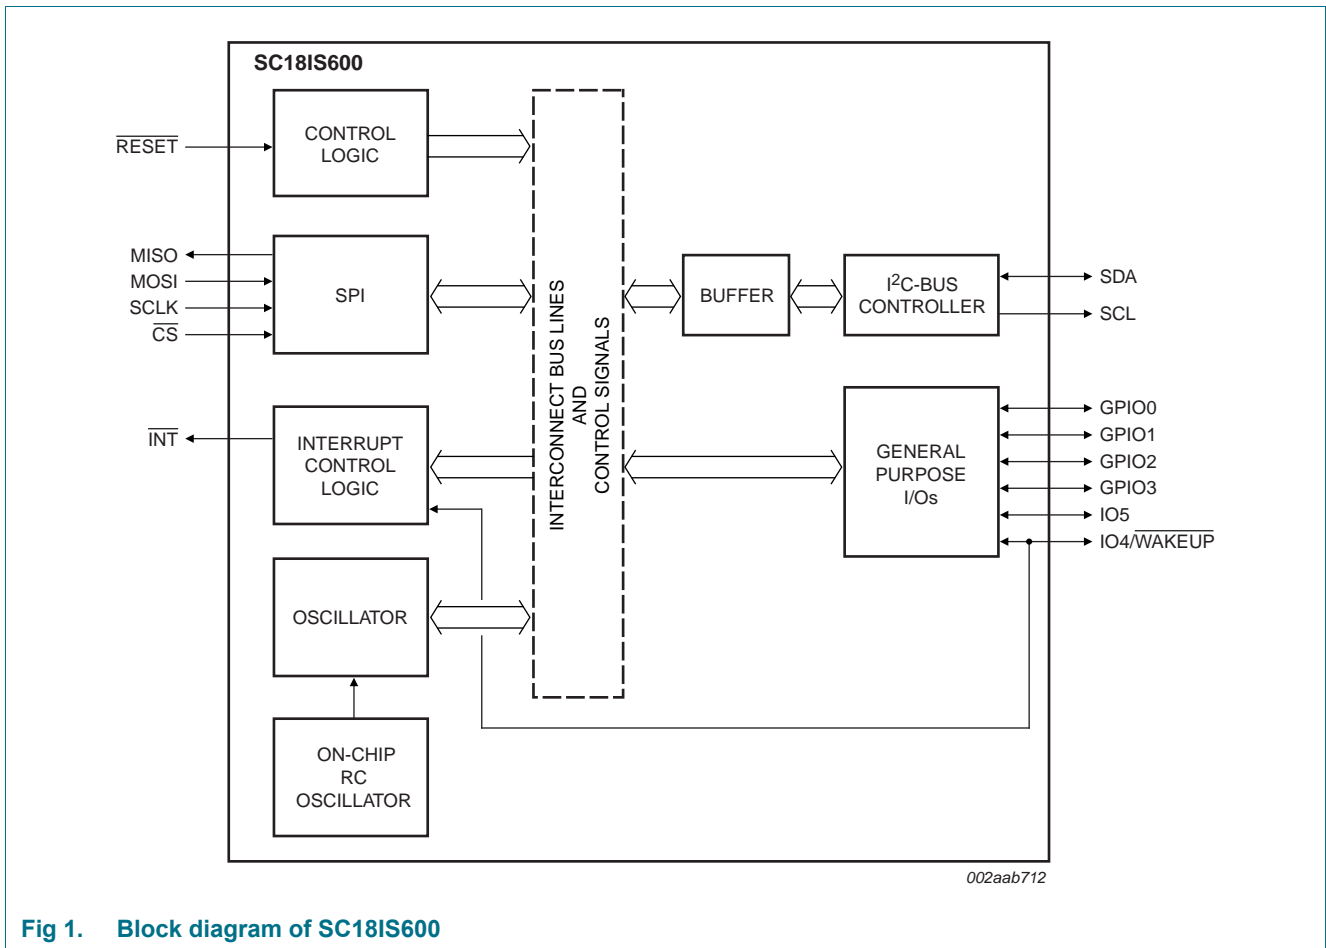 SC18IS600
CONTROL
LOGIC
RESET
MISO
MOSI
SCLK
CS
SPI
INT
INTERRUPT
CONTROL
LOGIC
OSCILLATOR
ON-CHIP
RC
OSCILLATOR
INTERCONNECT BUS LINES
AND
CONTROL SIGNALS
BUFFER
I²C-BUS
CONTROLLER
SDA
SCL
GENERAL
PURPOSE
I/Os
GPIO0
GPIO1
GPIO2
GPIO3
IO5
IO4/WAKEUP
002aab712
Fig 1. Block diagram of SC18IS600